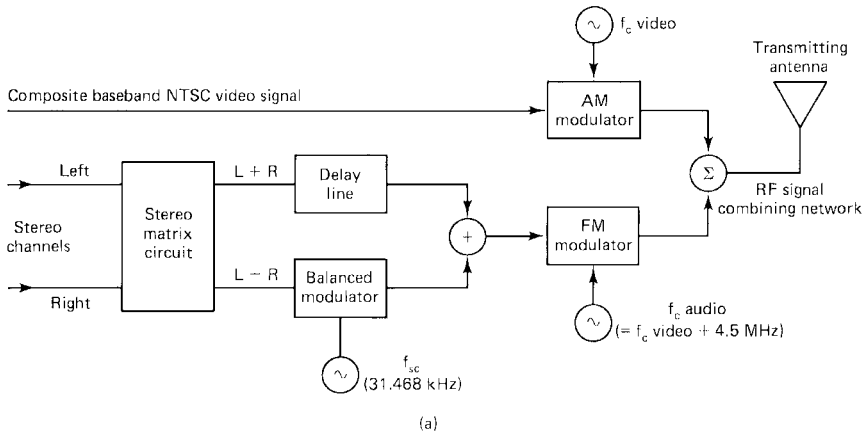 f_c video
Transmitting
antenna
Composite baseband NTSC video signal
AM
modulator
Left
L + R
Delay
line
Σ
RF signal
combining network
Stereo
channels
Stereo
matrix
circuit
+
FM
modulator
L − R
Balanced
modulator
Right
f_c audio
(= f_c video + 4.5 MHz)
f_sc
(31.468 kHz)
(a)